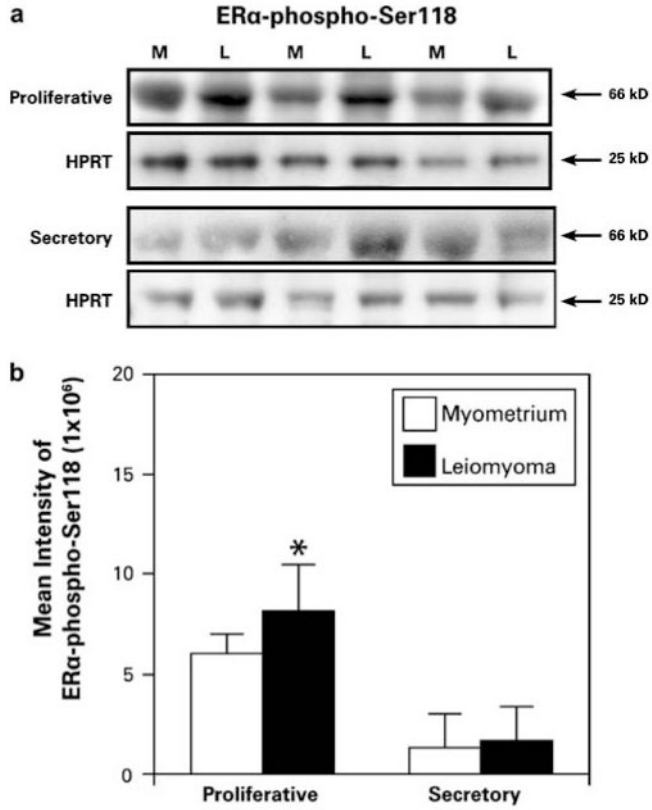 a
ERα-phospho-Ser118
M L M L M L
Proliferative 66 kD
HPRT 25 kD
Secretory 66 kD
HPRT 25 kD
b
Mean Intensity of
ERα-phospho-Ser118 (1x10⁶)
20
15
10
5
0
Myometrium
Leiomyoma
*
Proliferative Secretory